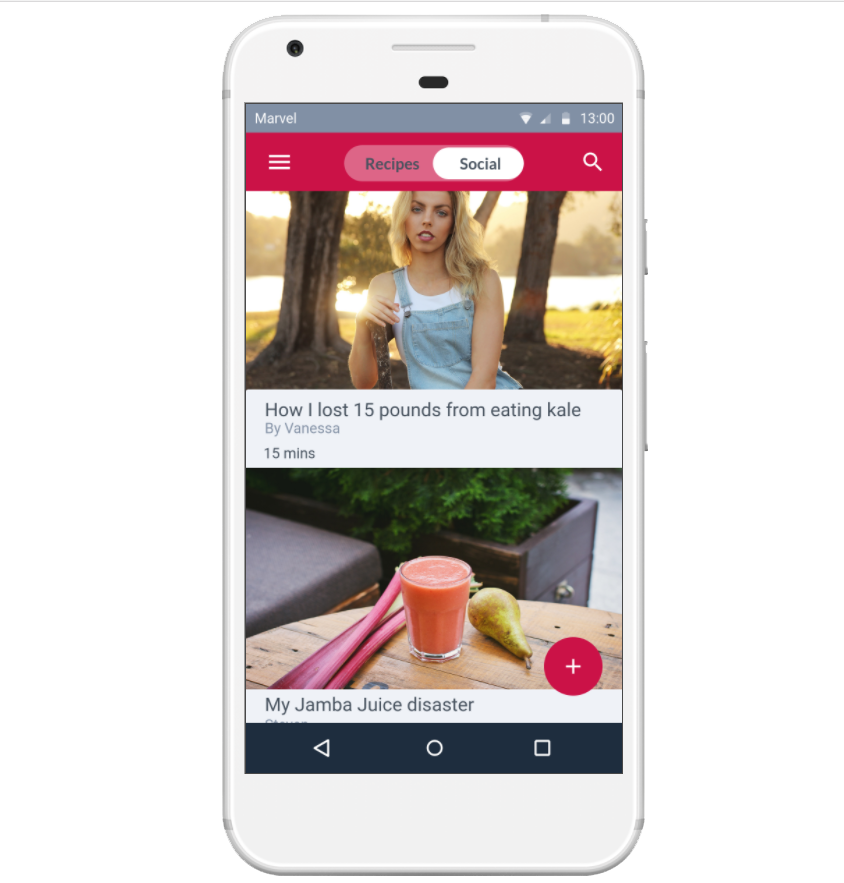 Marvel 13:00
Recipes Social
How I lost 15 pounds from eating kale
By Vanessa
15 mins
My Jamba Juice disaster